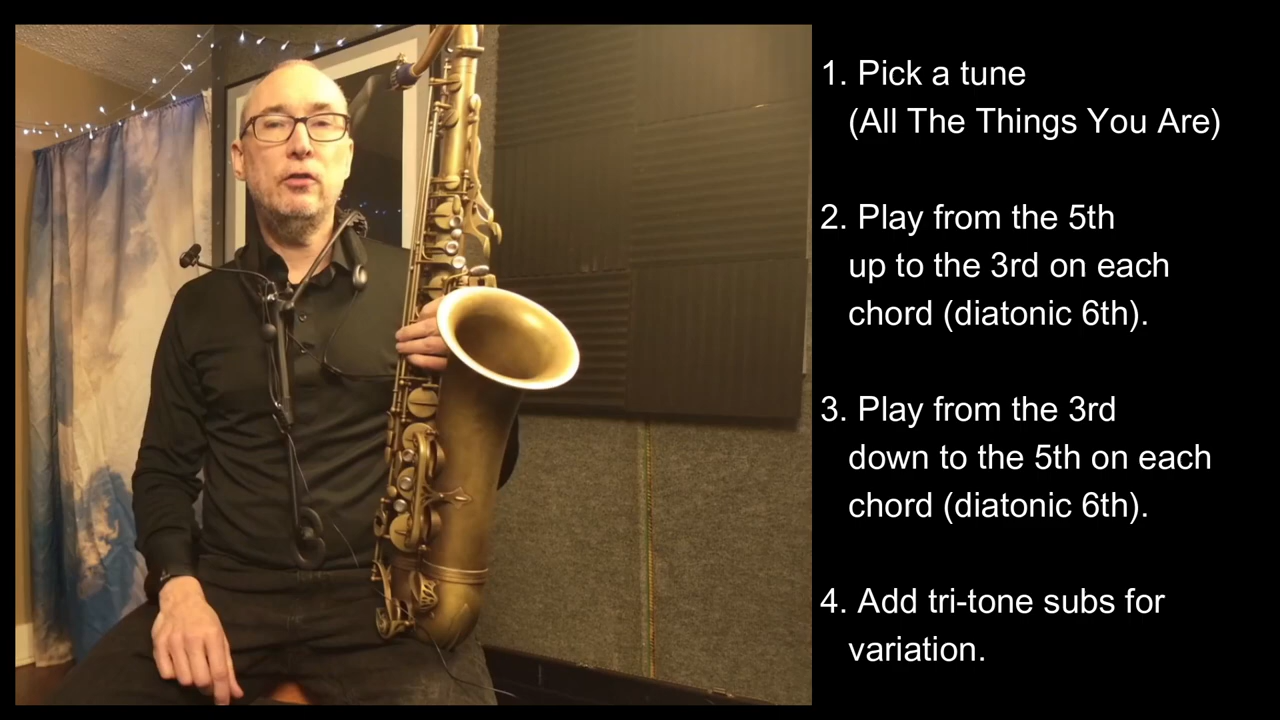 1. Pick a tune
(All The Things You Are)
2. Play from the 5th
up to the 3rd on each
chord (diatonic 6th).
3. Play from the 3rd
down to the 5th on each
chord (diatonic 6th).
4. Add tri-tone subs for
variation.